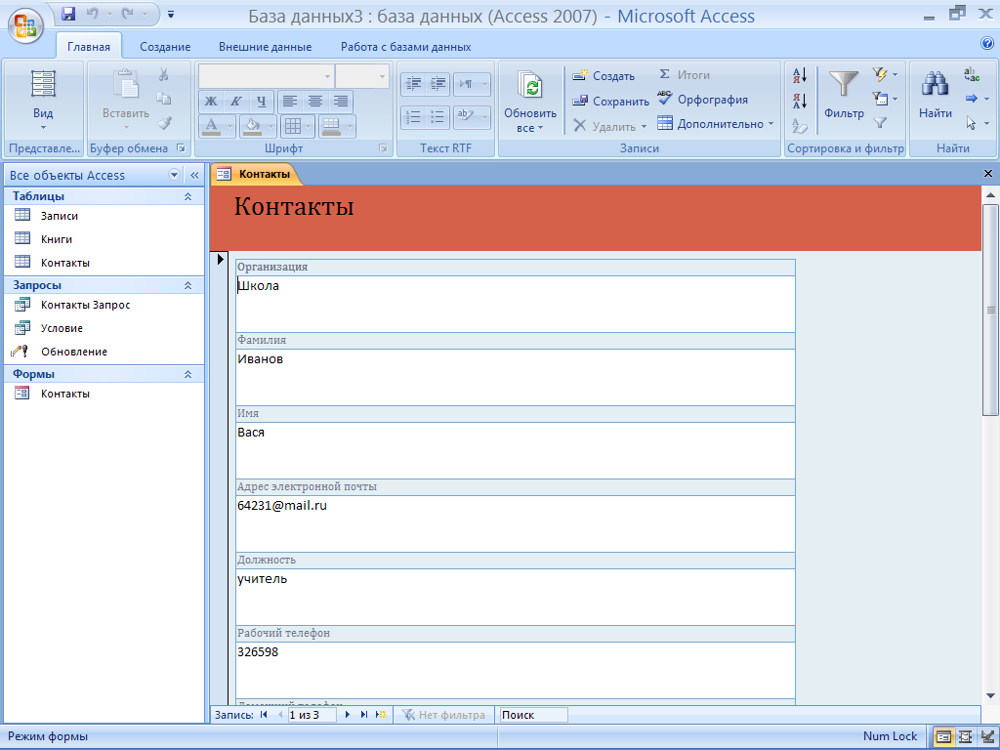 База данных3 : база данных (Access 2007) - Microsoft Access
Главная Создание Внешние данные Работа с базами данных
Вид
Представле...
Вставить
Буфер обмена
Ж К Ч
А
Шрифт
Текст RTF
Обновить все
Создать
Сохранить
Удалить
Итоги
Орфография
Дополнительно
Записи
Фильтр
Сортировка и фильтр
Найти
Найти
Все объекты Access
Таблицы
Записи
Книги
Контакты
Запросы
Контакты Запрос
Условие
Обновление
Формы
Контакты
Контакты
Контакты
Организация
Школа
Фамилия
Иванов
Имя
Вася
Адрес электронной почты
64231@mail.ru
Должность
учитель
Рабочий телефон
326598
Домашний телефон
Запись: 1 из 3 Нет фильтра Поиск
Режим формы Num Lock